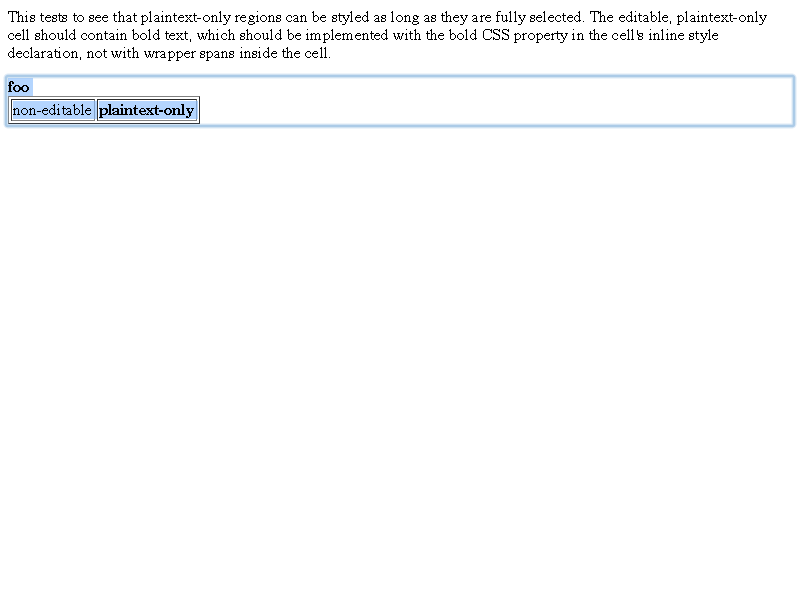 This tests to see that plaintext-only regions can be styled as long as they are fully selected. The editable, plaintext-only
cell should contain bold text, which should be implemented with the bold CSS property in the cell's inline style
declaration, not with wrapper spans inside the cell.
foo
non-editable plaintext-only